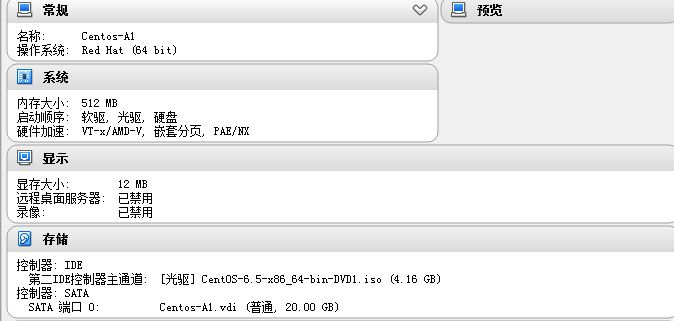 常规
预览
名称: Centos-A1
操作系统: Red Hat (64 bit)
系统
内存大小: 512 MB
启动顺序: 软驱, 光驱, 硬盘
硬件加速: VT-x/AMD-V, 嵌套分页, PAE/NX
显示
显存大小: 12 MB
远程桌面服务器: 已禁用
录像: 已禁用
存储
控制器: IDE
第二IDE控制器主通道: [光驱] CentOS-6.5-x86_64-bin-DVD1.iso (4.16 GB)
控制器: SATA
SATA 端口 0: Centos-A1.vdi (普通, 20.00 GB)